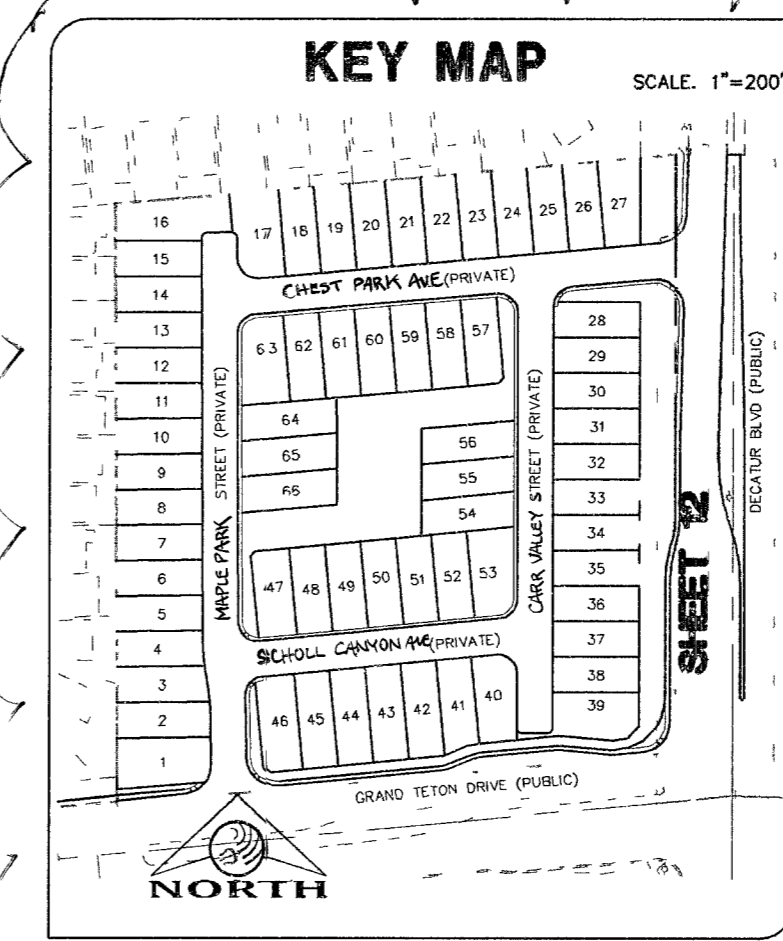 KEY MAP
SCALE. 1"=200'
16
17 18 19 20 21 22 23 24 25 26 27
15
14
CHEST PARK AVE (PRIVATE)
13
12
11
10
9
8
7
6
5
4
3
2
1
MAPLE PARK STREET (PRIVATE)
63 62 61 60 59 58 57
64
65
66
56
55
54
47 48 49 50 51 52 53
SICHOLL CANYON AVE (PRIVATE)
46 45 44 43 42 41 40
CARR VALLEY STREET (PRIVATE)
28
29
30
31
32
33
34
35
36
37
38
39
SHEET 12
DECATUR BLVD (PUBLIC)
GRAND TETON DRIVE (PUBLIC)
NORTH